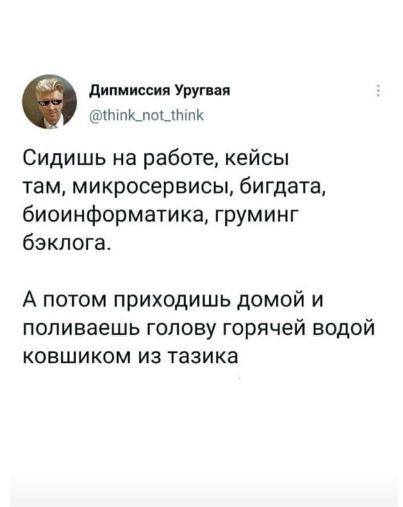 Дипмиссия Уругвая
@think_not_think
Сидишь на работе, кейсы
там, микросервисы, бигдата,
биоинформатика, груминг
бэклога.
А потом приходишь домой и
поливаешь голову горячей водой
ковшиком из тазика